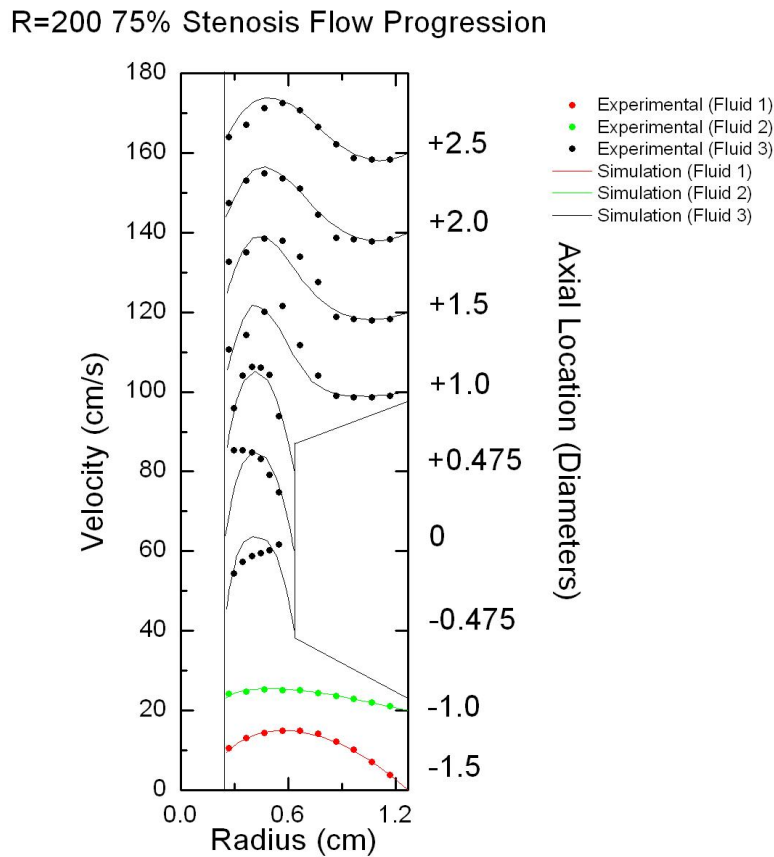 R=200 75% Stenosis Flow Progression
180
160
140
120
100
80
60
40
20
0
Velocity (cm/s)
0.0
0.6
1.2
Radius (cm)
+2.5
+2.0
+1.5
+1.0
+0.475
0
-0.475
-1.0
-1.5
Axial Location (Diameters)
Experimental (Fluid 1)
Experimental (Fluid 2)
Experimental (Fluid 3)
Simulation (Fluid 1)
Simulation (Fluid 2)
Simulation (Fluid 3)